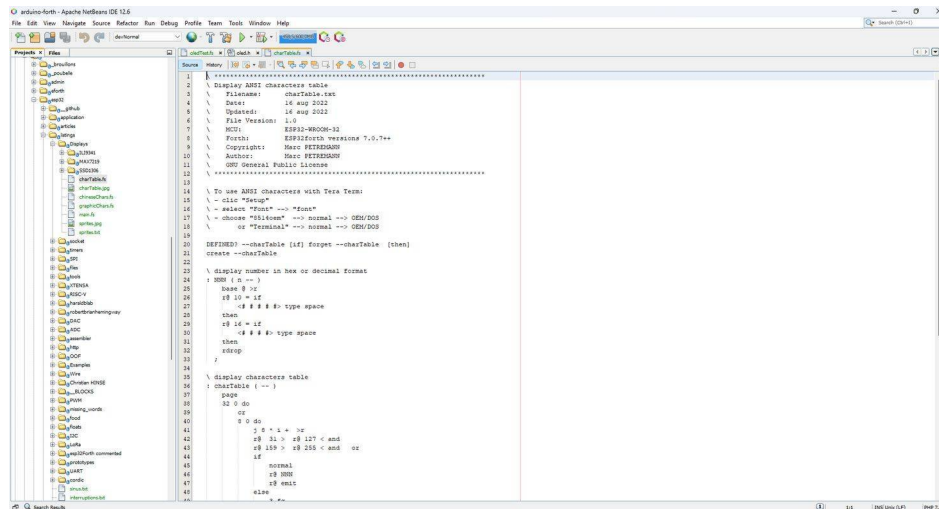 arduino-forth - Apache NetBeans IDE 12.6
File Edit View Navigate Source Refactor Run Debug Profile Team Tools Window Help
Search (Ctrl+I)
devNormal
Projects Files
oledTest.fs oled.h charTable.fs
Source History
_brouillons
_poubelle
admin
eforth
esp32
_github
application
articles
listings
Displays
ILI9341
MAX7219
SSD1306
charTable.fs
charTable.jpg
chineseChars.fs
graphicChars.fs
main.fs
sprites.jpg
sprites.txt
socket
timers
SPI
files
tools
XTENSA
RISC-V
haraldblab
robertbrianhemingway
DAC
ADC
assembler
http
OOP
Examples
Wire
Christian HINSE
__BLOCKS
PWM
missing_words
food
floats
I2C
LoRa
esp32Forth commented
prototypes
UART
cordic
sinus.txt
interruptions.txt
1 \ *********************************************************************
2 \ Display ANSI characters table
3 \ Filename: charTable.txt
4 \ Date: 16 aug 2022
5 \ Updated: 16 aug 2022
6 \ File Version: 1.0
7 \ MCU: ESP32-WROOM-32
8 \ Forth: ESP32forth versions 7.0.7++
9 \ Copyright: Marc PETREMANN
10 \ Author: Marc PETREMANN
11 \ GNU General Public License
12 \ *********************************************************************
13
14 \ To use ANSI characters with Tera Term:
15 \ - clic "Setup"
16 \ - select "Font" --> "font"
17 \ - choose "8514oem" --> normal --> OEM/DOS
18 \ or "Terminal" --> normal --> OEM/DOS
19
20 DEFINED? --charTable [if] forget --charTable [then]
21 create --charTable
22
23 \ display number in hex or decimal format
24 : NNN ( n -- )
25 base @ >r
26 r@ 10 = if
27 <# # # # #> type space
28 then
29 r@ 16 = if
30 <# # # #> type space
31 then
32 rdrop
33 ;
34
35 \ display characters table
36 : charTable ( -- )
37 page
38 32 0 do
39 cr
40 8 0 do
41 j 8 * i + >r
42 r@ 31 > r@ 127 < and
43 r@ 159 > r@ 255 < and or
44 if
45 normal
46 r@ NNN
47 r@ emit
48 else
Search Results
1:1 INS Unix (LF)